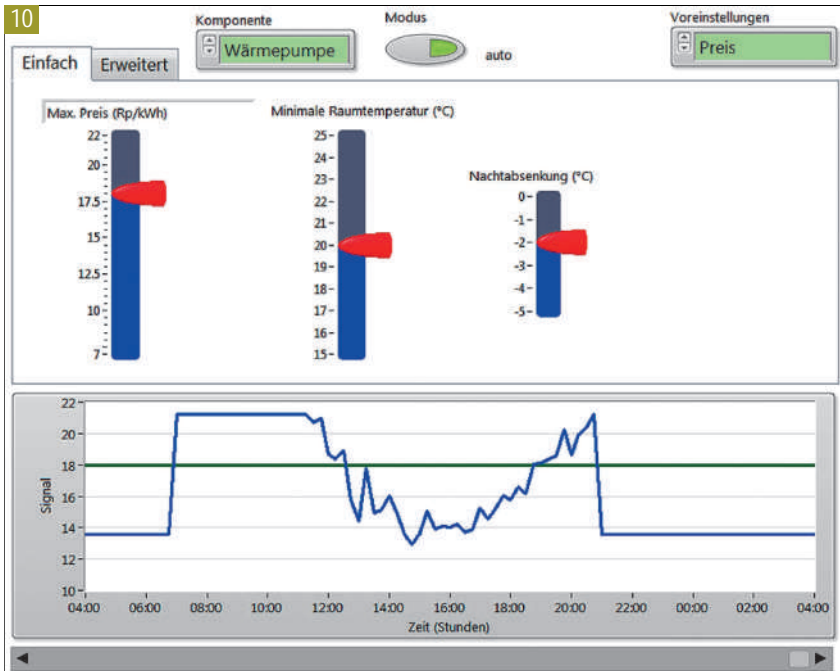 10
Komponente
Modus
Voreinstellungen
Wärmepumpe
auto
Preis
Einfach
Erweitert
Max. Preis (Rp/kWh)
22
20
17.5
15
12.5
10
7
Minimale Raumtemperatur (°C)
25
24
23
22
21
20
19
18
17
16
15
Nachtabsenkung (°C)
0
-1
-2
-3
-4
-5
Signal
22
20
18
16
14
12
10
04:00 06:00 08:00 10:00 12:00 14:00 16:00 18:00 20:00 22:00 00:00 02:00 04:00
Zeit (Stunden)